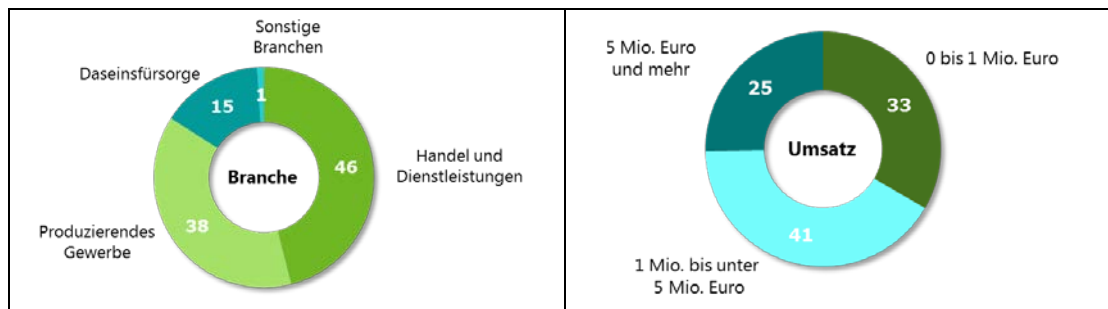 Sonstige
Branchen
Daseinsfürsorge
1
15
46
Handel und
Dienstleistungen
Branche
38
Produzierendes
Gewerbe
5 Mio. Euro
und mehr
0 bis 1 Mio. Euro
25
33
Umsatz
41
1 Mio. bis unter
5 Mio. Euro